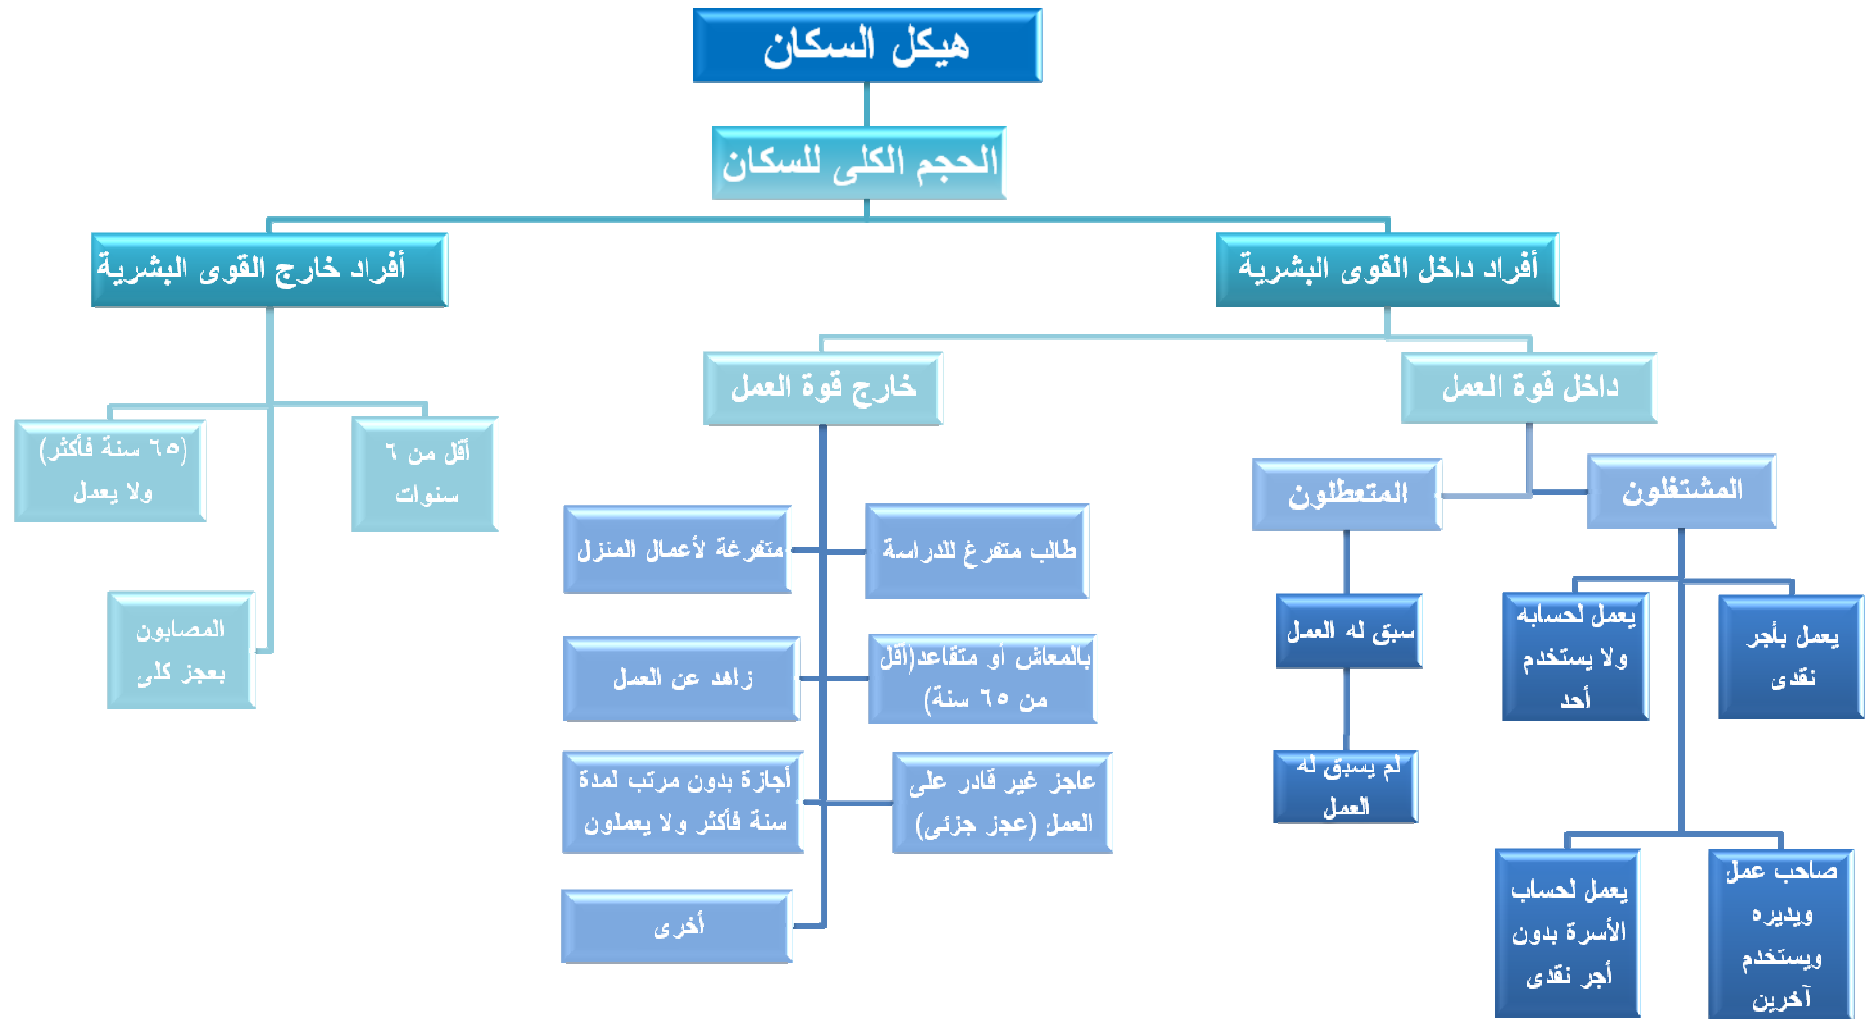 هيكل السكان
الحجم الكلى للسكان
أفراد داخل القوى البشرية
أفراد خارج القوى البشرية
داخل قوة العمل
خارج قوة العمل
المشتغلون
المتعطلون
يعمل بأجر
نقدى
يعمل لحسابه
ولا يستخدم
أحد
صاحب عمل
ويديره
ويستخدم
آخرين
يعمل لحساب
الأسرة بدون
أجر نقدى
سبق له العمل
لم يسبق له
العمل
طالب متفرغ للدراسة
متفرغة لأعمال المنزل
بالمعاش أو متقاعد(أقل
من ٦٥ سنة)
زاهد عن العمل
عاجز غير قادر على
العمل (عجز جزئى)
أجازة بدون مرتب لمدة
سنة فأكثر ولا يعملون
أخرى
أقل من ٦
سنوات
(٦٥ سنة فأكثر)
ولا يعمل
المصابون
بعجز كلى